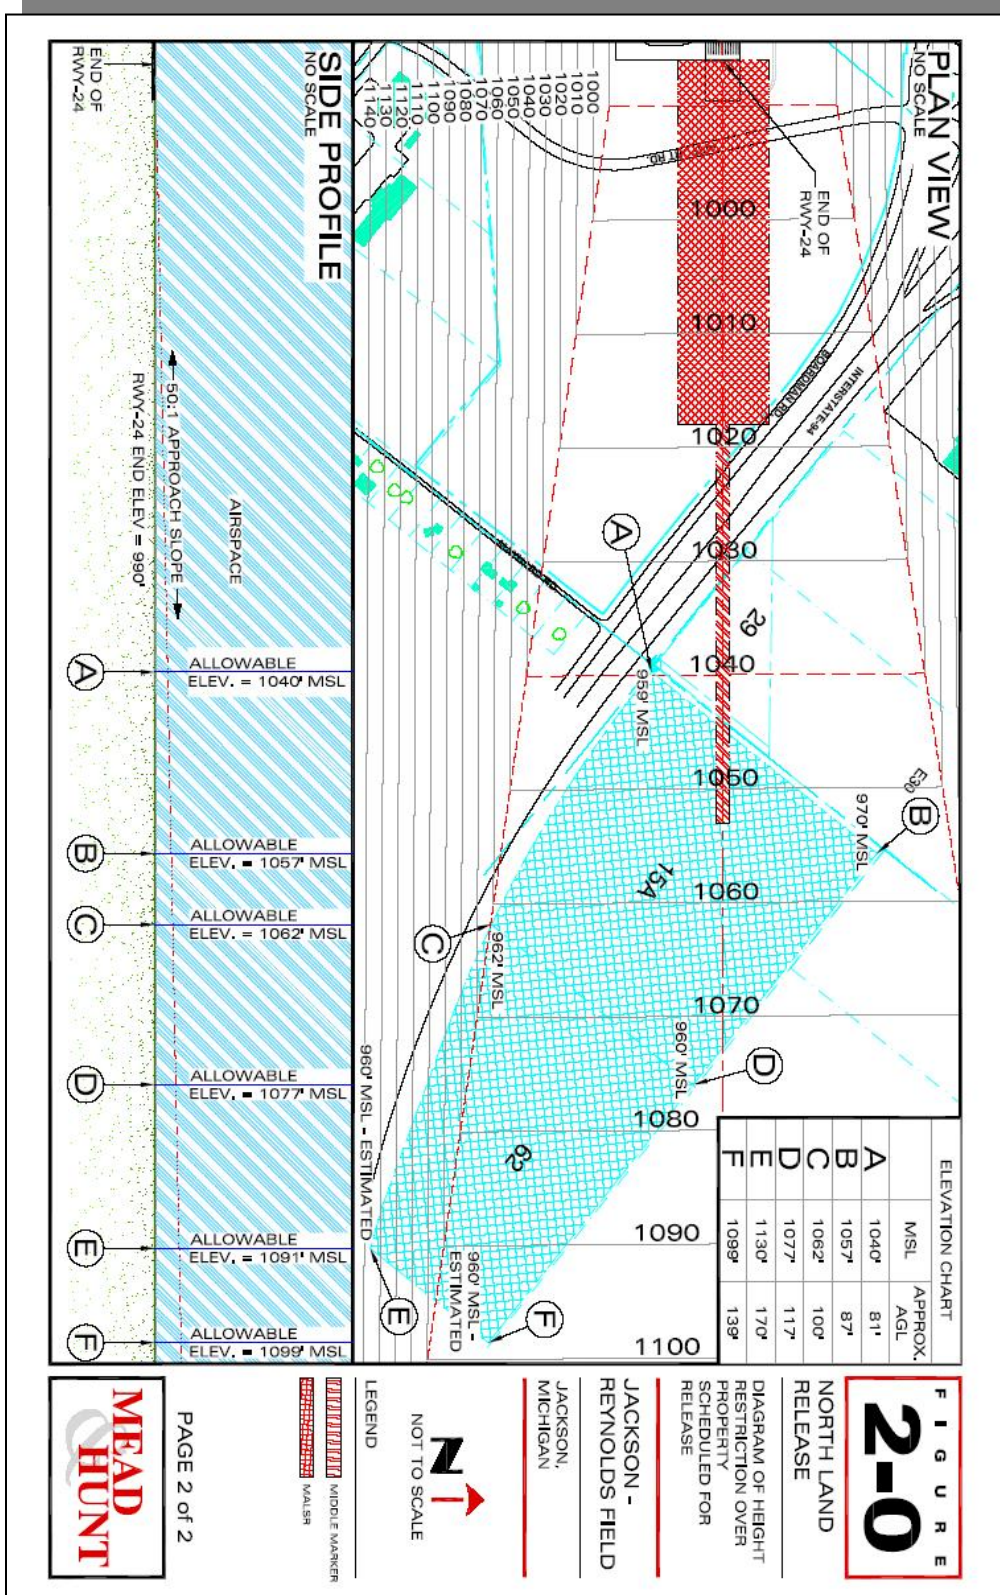 PLAN VIEW
NO SCALE
END OF
RWY-24
1000
1010
1020
1030
1040
1050
1060
1070
1080
1090
1100
BOARDMAN RD.
INTERSTATE-94
29
E30
15A
62
A
959' MSL
B
970' MSL
C
962' MSL
D
960' MSL
E
960' MSL - ESTIMATED
F
960' MSL -
ESTIMATED
1000
1010
1020
1030
1040
1050
1060
1070
1080
1090
1100
1110
1120
1130
1140
ELEVATION CHART
MSL APPROX. AGL
A 1040' 81'
B 1057' 87'
C 1062' 100'
D 1077' 117'
E 1130' 170'
F 1099' 139'
SIDE PROFILE
NO SCALE
END OF
RWY-24
AIRSPACE
50:1 APPROACH SLOPE
RWY-24 END ELEV = 990'
ALLOWABLE
ELEV. = 1040' MSL
ALLOWABLE
ELEV. = 1057' MSL
ALLOWABLE
ELEV. = 1062' MSL
ALLOWABLE
ELEV. = 1077' MSL
ALLOWABLE
ELEV. = 1091' MSL
ALLOWABLE
ELEV. = 1099' MSL
A
B
C
D
E
F
FIGURE
2-0
NORTH LAND
RELEASE
DIAGRAM OF HEIGHT
RESTRICTION OVER
PROPERTY
SCHEDULED FOR
RELEASE
JACKSON -
REYNOLDS FIELD
JACKSON,
MICHIGAN
N
NOT TO SCALE
LEGEND
MIDDLE MARKER
MALSR
PAGE 2 of 2
MEAD
& HUNT